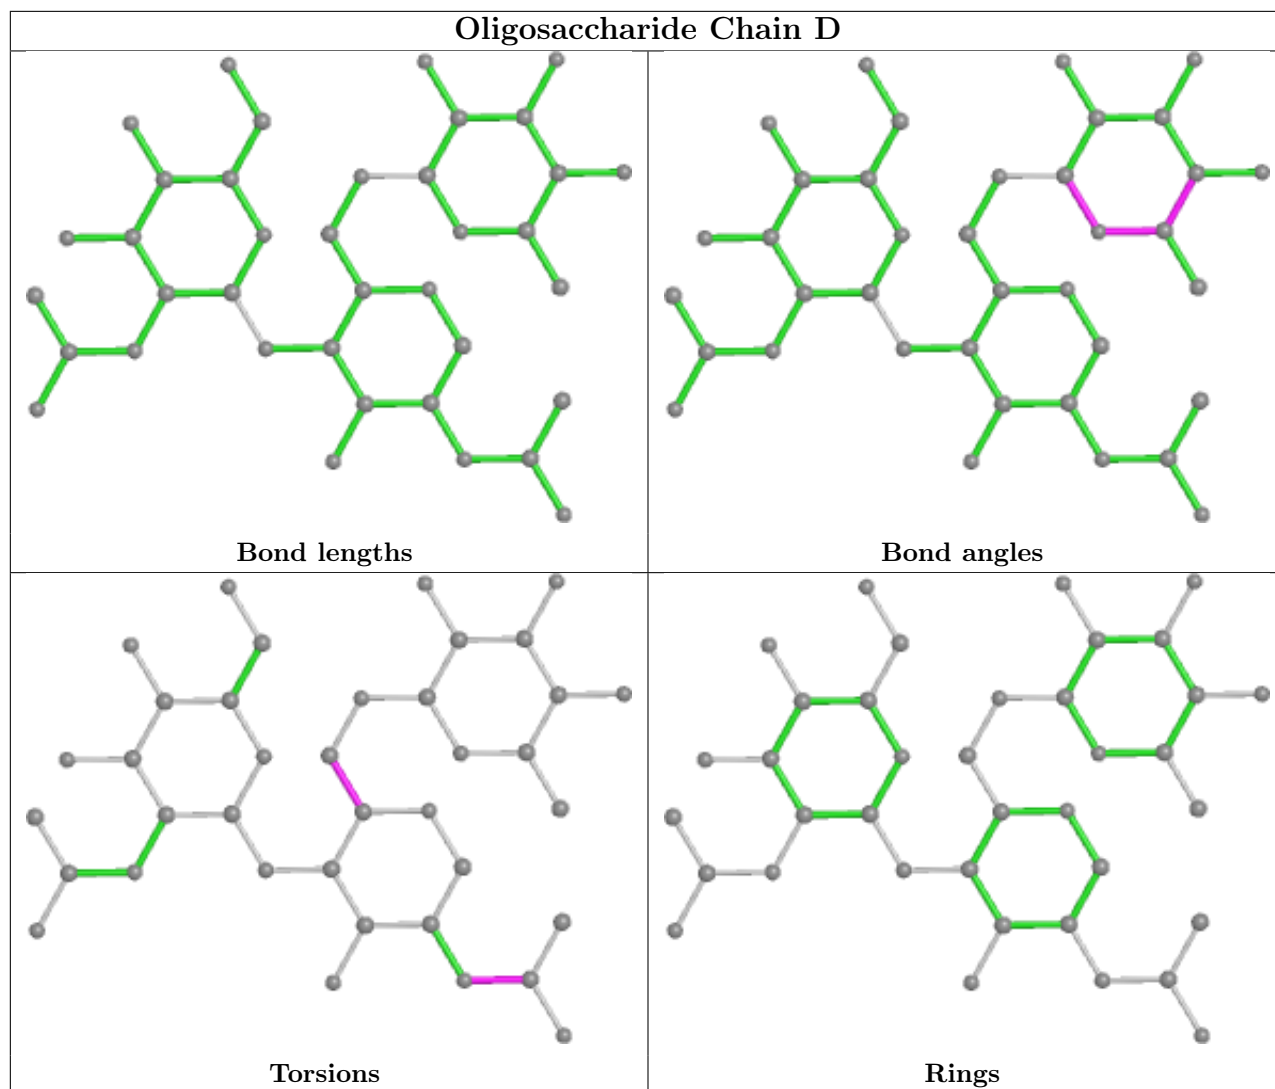 Oligosaccharide Chain D
Bond lengths
Bond angles
Torsions
Rings